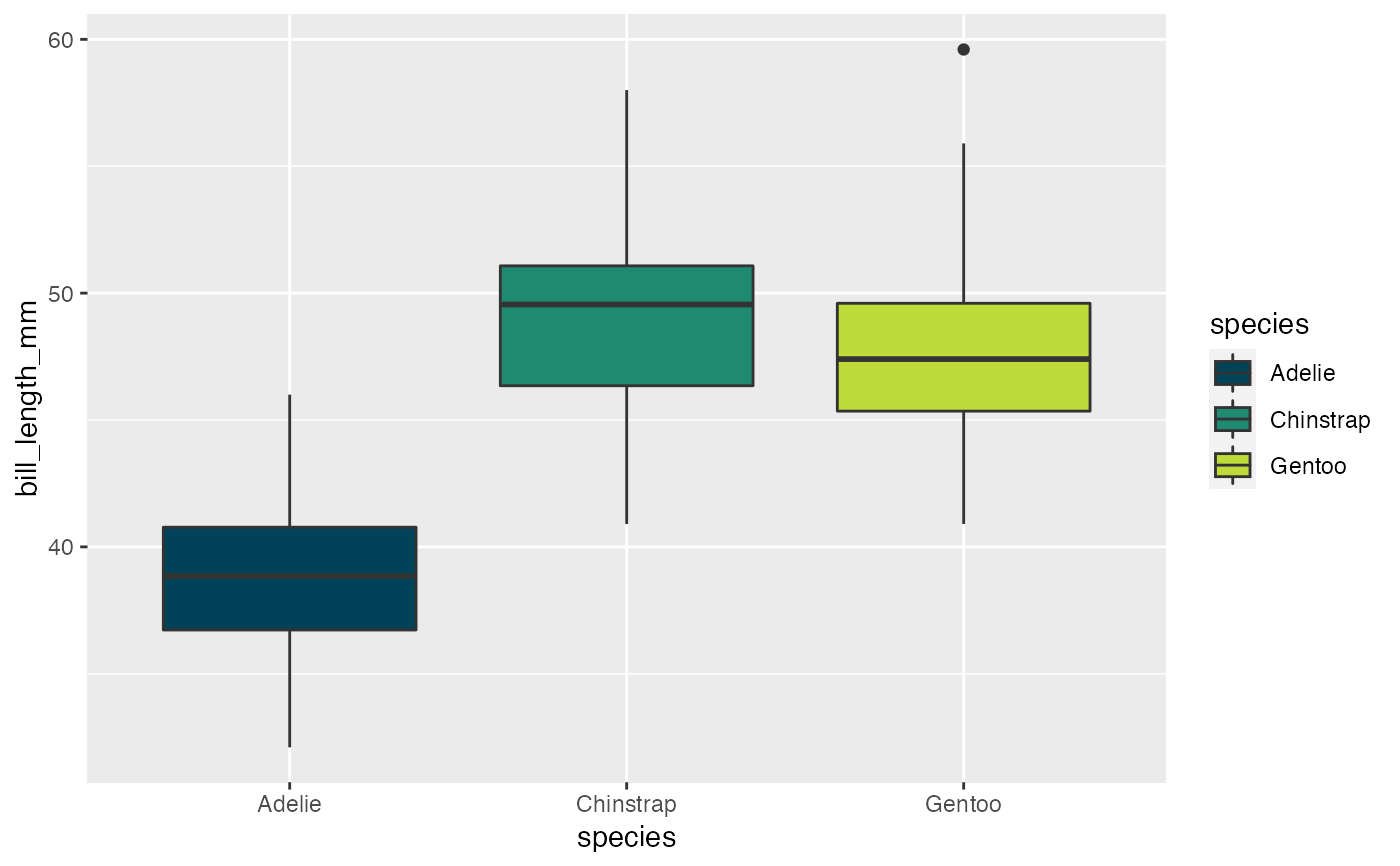 60
50
40
bill_length_mm
Adelie
Chinstrap
Gentoo
species
species
Adelie
Chinstrap
Gentoo